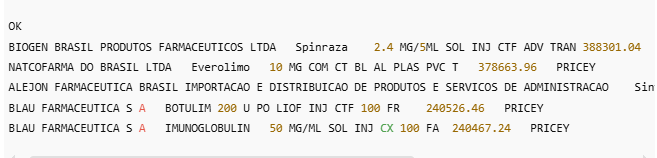 OK
BIOGEN BRASIL PRODUTOS FARMACEUTICOS LTDA Spinraza 2.4 MG/5ML SOL INJ CTF ADV TRAN 388301.04
NATCOFARMA DO BRASIL LTDA Everolimo 10 MG COM CT BL AL PLAS PVC T 378663.96 PRICEY
ALEJON FARMACEUTICA BRASIL IMPORTACAO E DISTRIBUICAO DE PRODUTOS E SERVICOS DE ADMINISTRACAO Sin
BLAU FARMACEUTICA S A BOTULIM 200 U PO LIOF INJ CTF 100 FR 240526.46 PRICEY
BLAU FARMACEUTICA S A IMUNOGLOBULIN 50 MG/ML SOL INJ CX 100 FA 240467.24 PRICEY